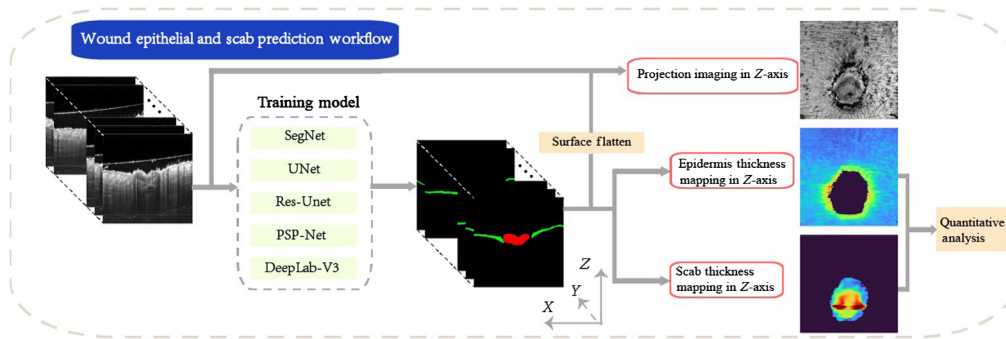 Wound epithelial and scab prediction workflow
Training model
SegNet
UNet
Res-Unet
PSP-Net
DeepLab-V3
Surface flatten
Projection imaging in Z-axis
Epidermis thickness
mapping in Z-axis
Scab thickness
mapping in Z-axis
Quantitative
analysis
Z
Y
X